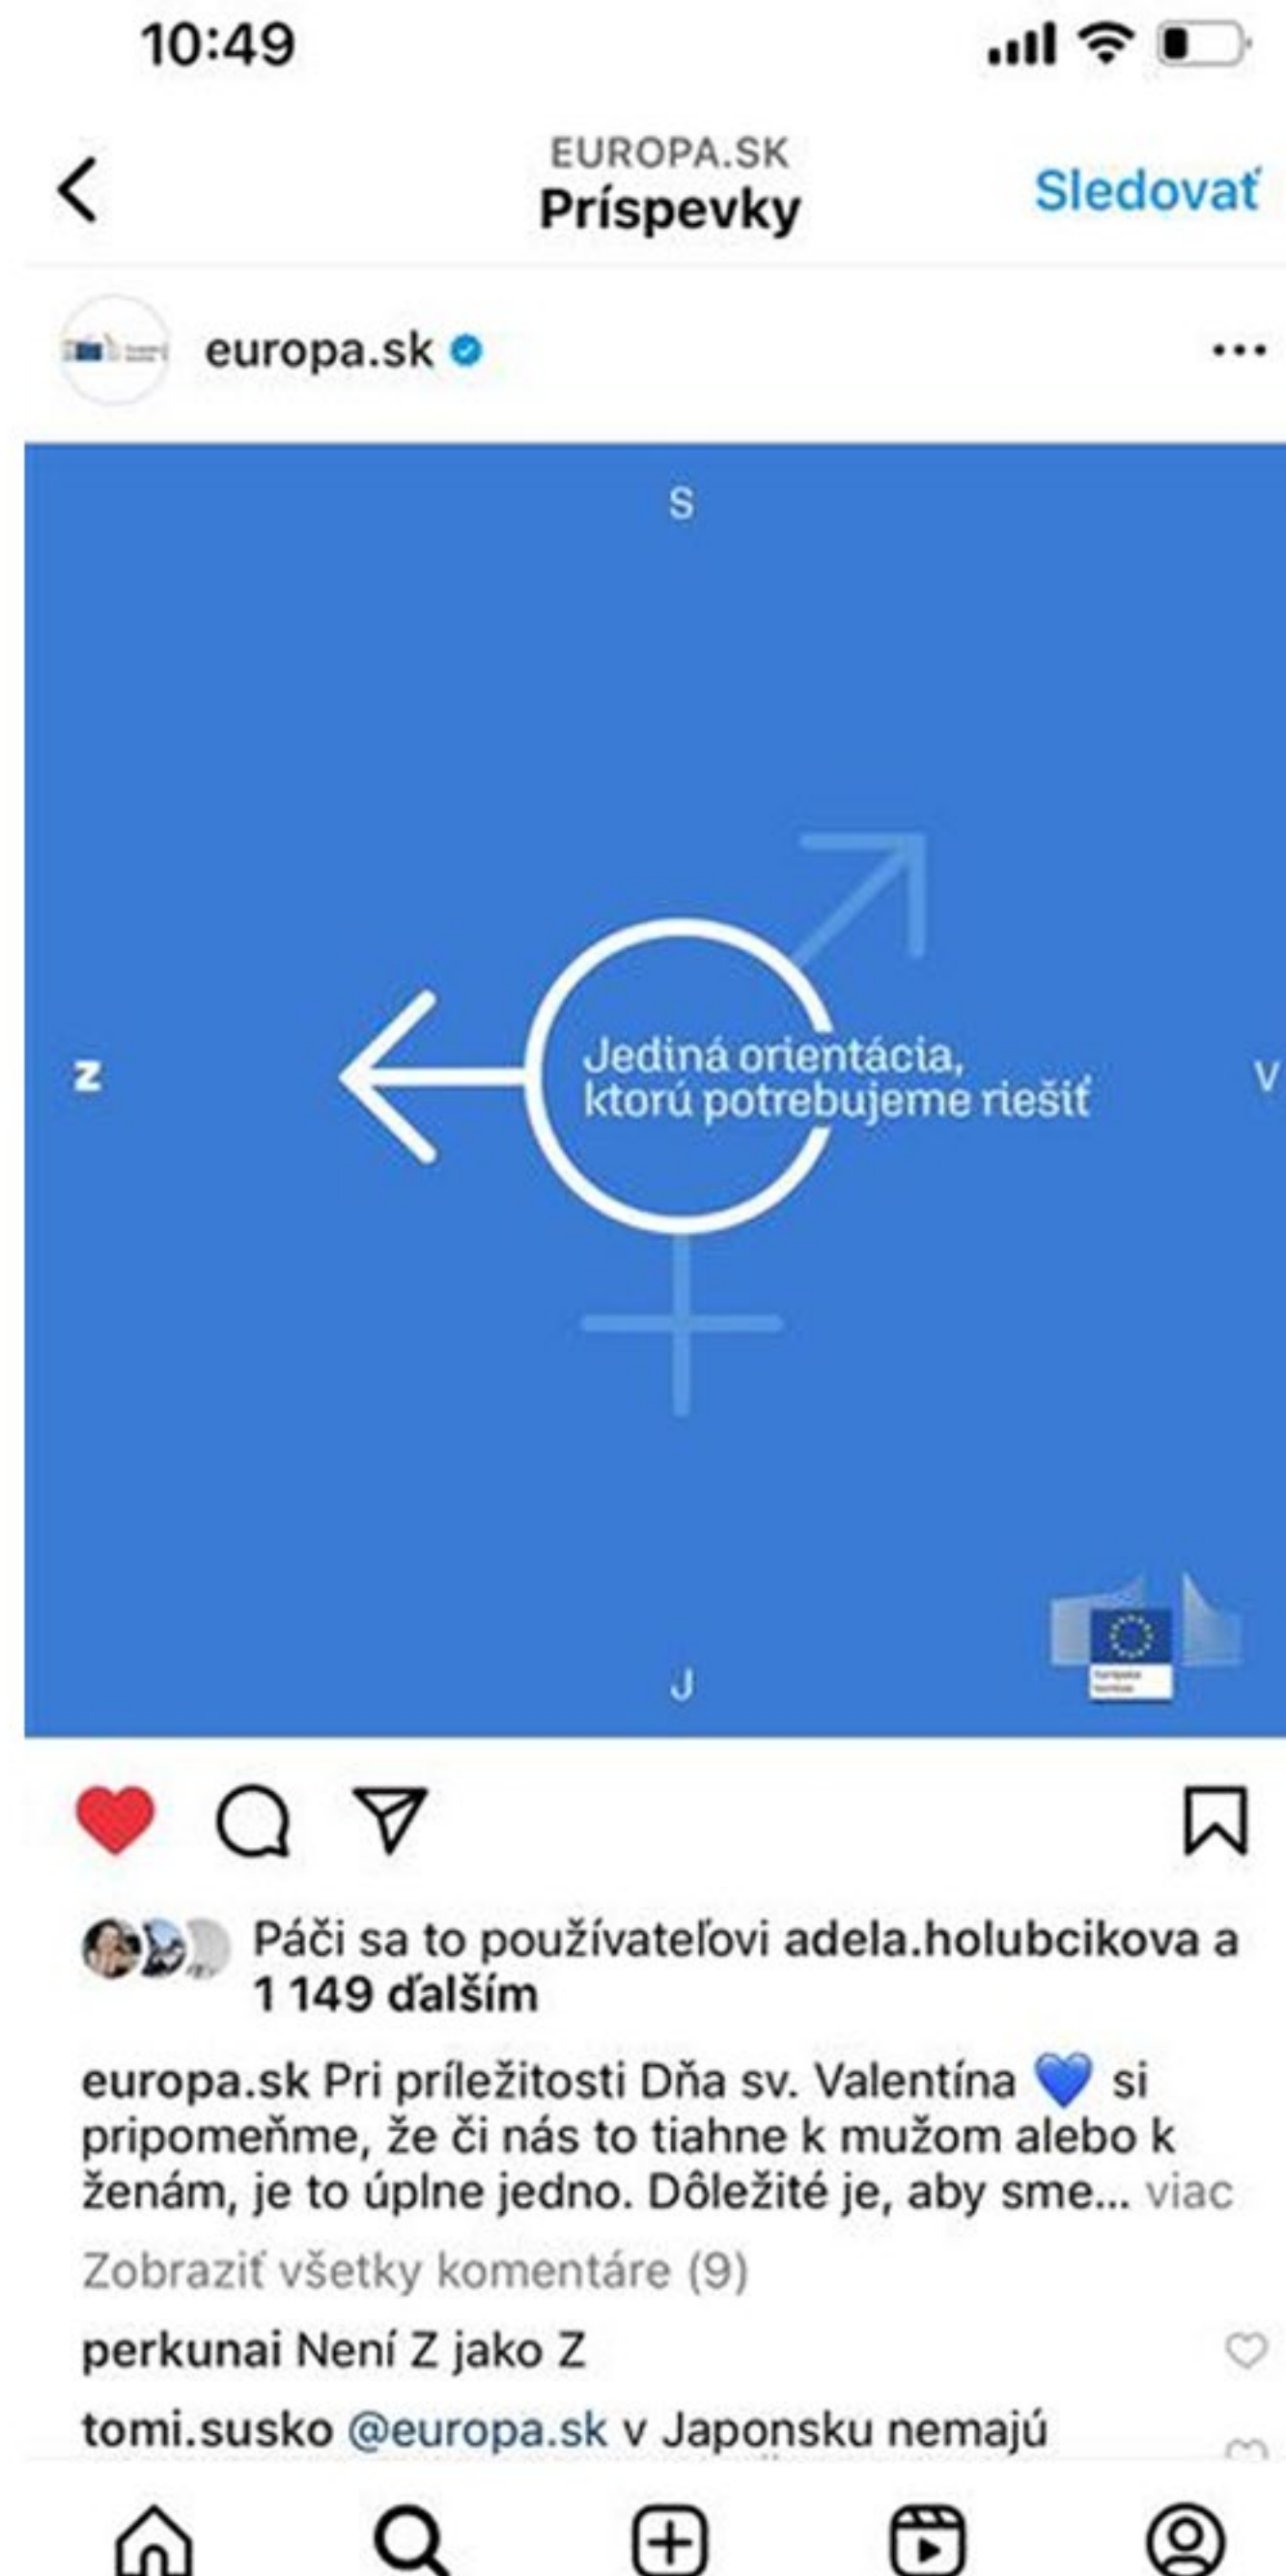 10:49
EUROPA.SK
Príspevky
Sledovať
europa.sk
S
Z
Jediná orientácia,
ktorú potrebujeme riešiť
V
J
Páči sa to používateľovi adela.holubcikova a
1 149 ďalším
europa.sk Pri príležitosti Dňa sv. Valentína 💙 si
pripomeňme, že či nás to tiahne k mužom alebo k
ženám, je to úplne jedno. Dôležité je, aby sme... viac
Zobraziť všetky komentáre (9)
perkunai Není Z jako Z
tomi.susko @europa.sk v Japonsku nemajú